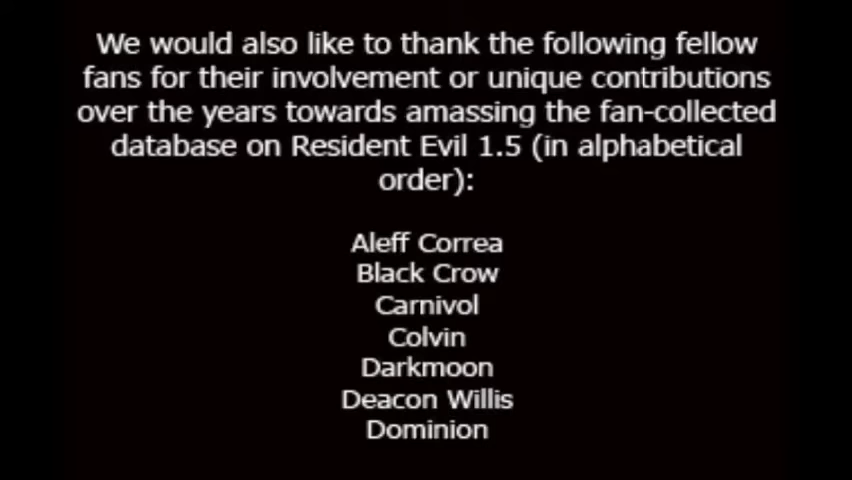 We would also like to thank the following fellow
fans for their involvement or unique contributions
over the years towards amassing the fan-collected
database on Resident Evil 1.5 (in alphabetical
order):
Aleff Correa
Black Crow
Carnivol
Colvin
Darkmoon
Deacon Willis
Dominion